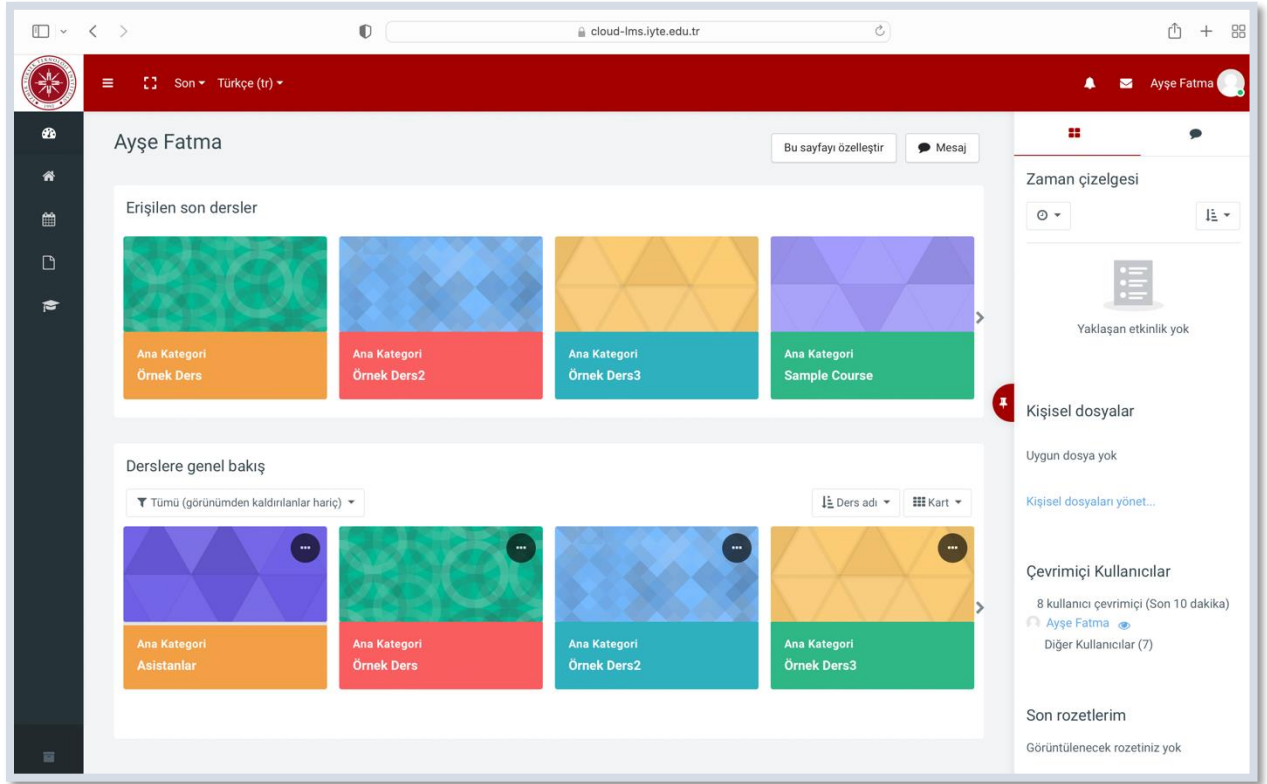 cloud-lms.iyte.edu.tr
Son Türkçe (tr)
Ayşe Fatma
Ayşe Fatma
Bu sayfayı özelleştir
Mesaj
Erişilen son dersler
Ana Kategori
Örnek Ders
Ana Kategori
Örnek Ders2
Ana Kategori
Örnek Ders3
Ana Kategori
Sample Course
Derslere genel bakış
Tümü (görünümden kaldırılanlar hariç)
Ders adı
Kart
Ana Kategori
Asistanlar
Ana Kategori
Örnek Ders
Ana Kategori
Örnek Ders2
Ana Kategori
Örnek Ders3
Zaman çizelgesi
Yaklaşan etkinlik yok
Kişisel dosyalar
Uygun dosya yok
Kişisel dosyaları yönet...
Çevrimiçi Kullanıcılar
8 kullanıcı çevrimiçi (Son 10 dakika)
Ayşe Fatma
Diğer Kullanıcılar (7)
Son rozetlerim
Görüntülenecek rozetiniz yok